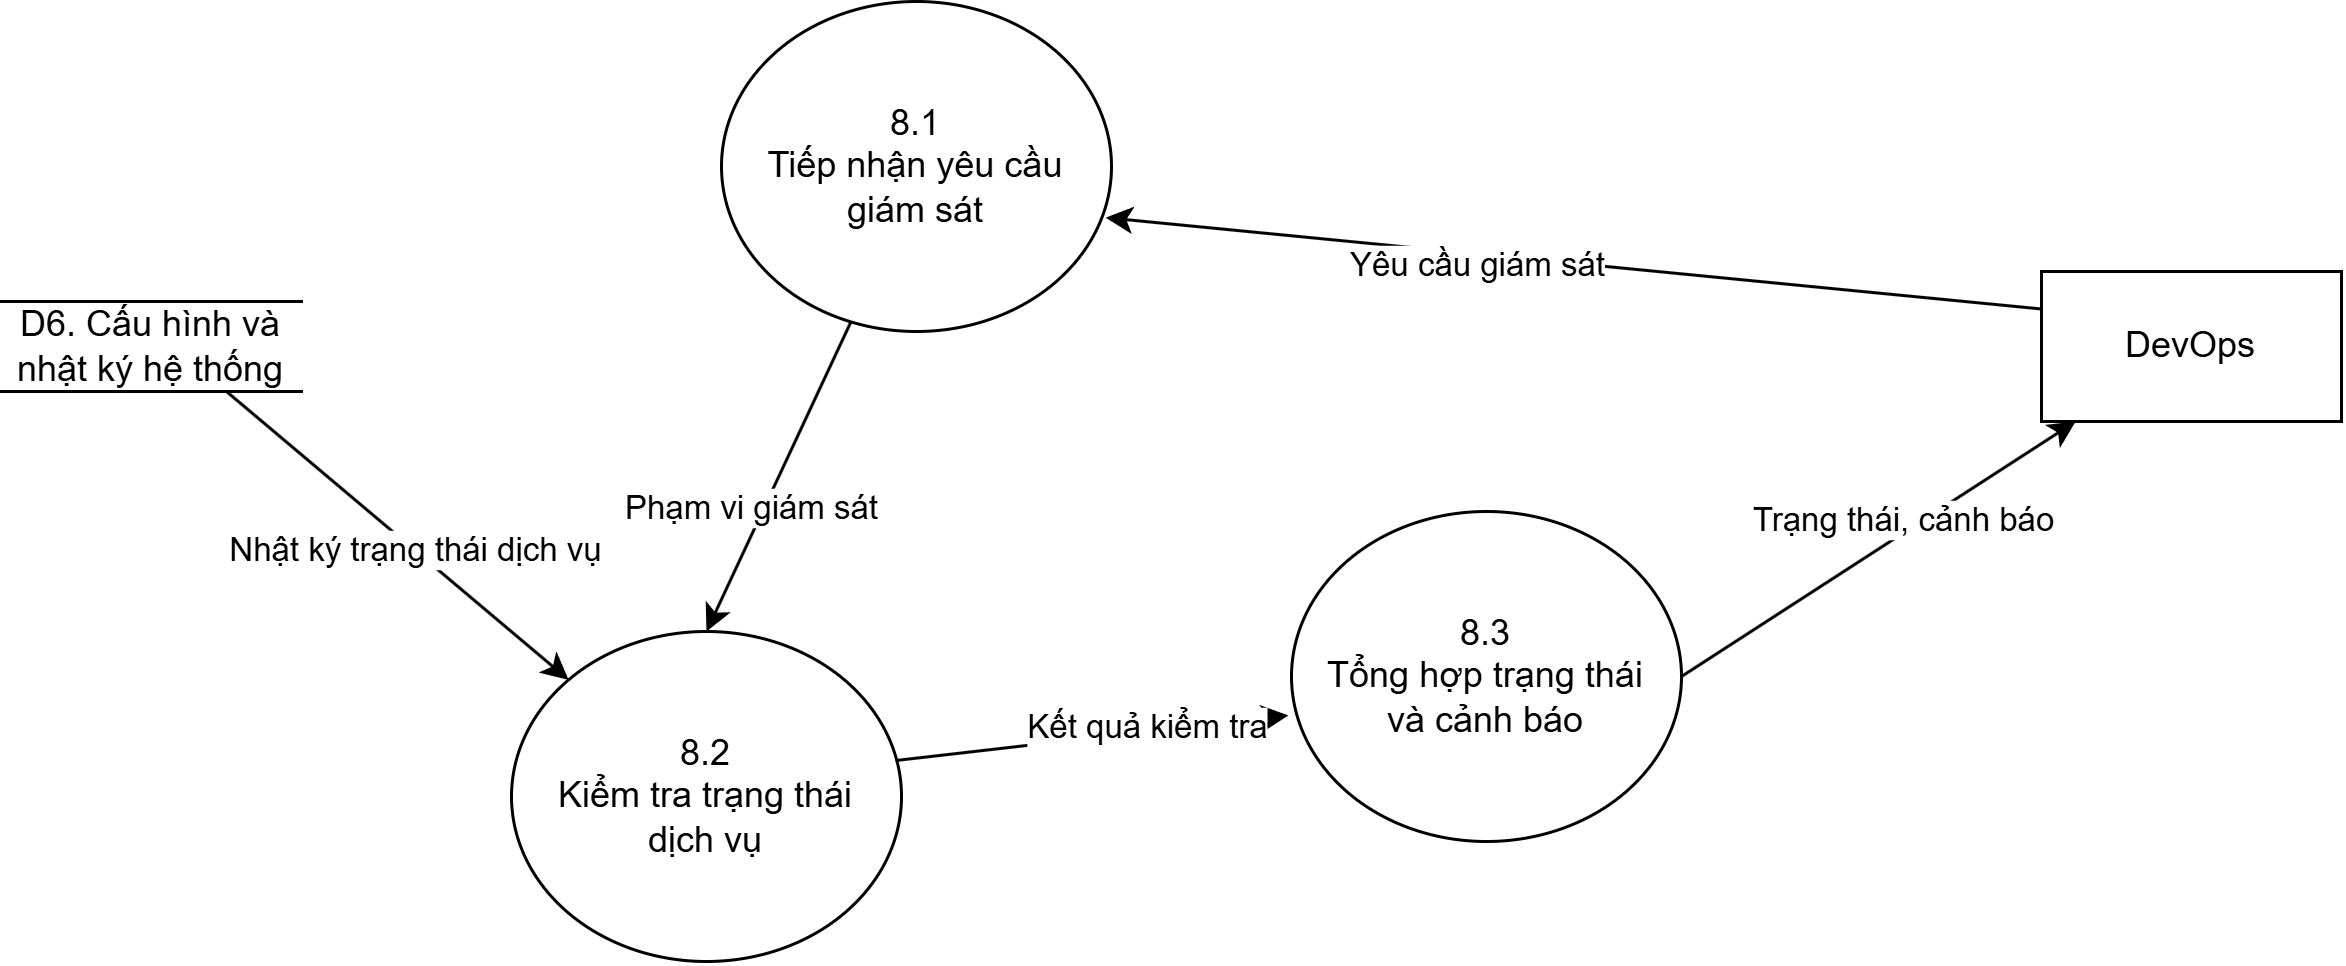 8.1
Tiếp nhận yêu cầu
giám sát
Yêu cầu giám sát
D6. Cấu hình và
nhật ký hệ thống
DevOps
Phạm vi giám sát
Nhật ký trạng thái dịch vụ
Trạng thái, cảnh báo
8.3
Tổng hợp trạng thái
và cảnh báo
Kết quả kiểm tra
8.2
Kiểm tra trạng thái
dịch vụ